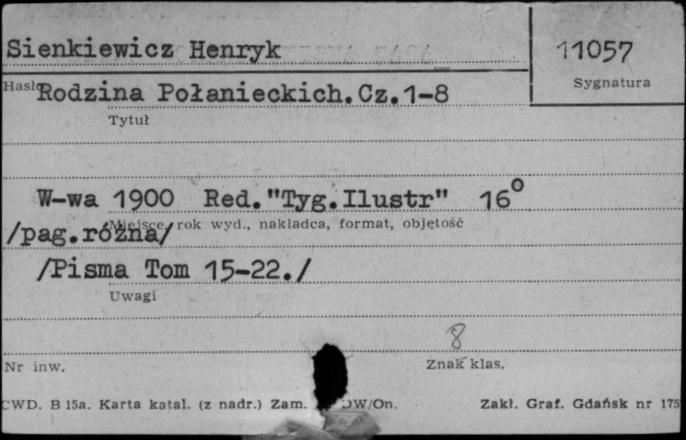 Sienkiewicz Henryk
11057
Sygnatura
Hasło
Rodzina Połanieckich.Cz.1-8
Tytuł
W-wa 1900 Red."Tyg.Ilustr" 16°
Miejsce, rok wyd., nakładca, format, objętość
/pag.różna/
/Pisma Tom 15-22./
Uwagi
8
Nr inw.
Znak klas.
CWD. B 15a. Karta katal. (z nadr.) Zam. DW/On. Zakł. Graf. Gdańsk nr 175